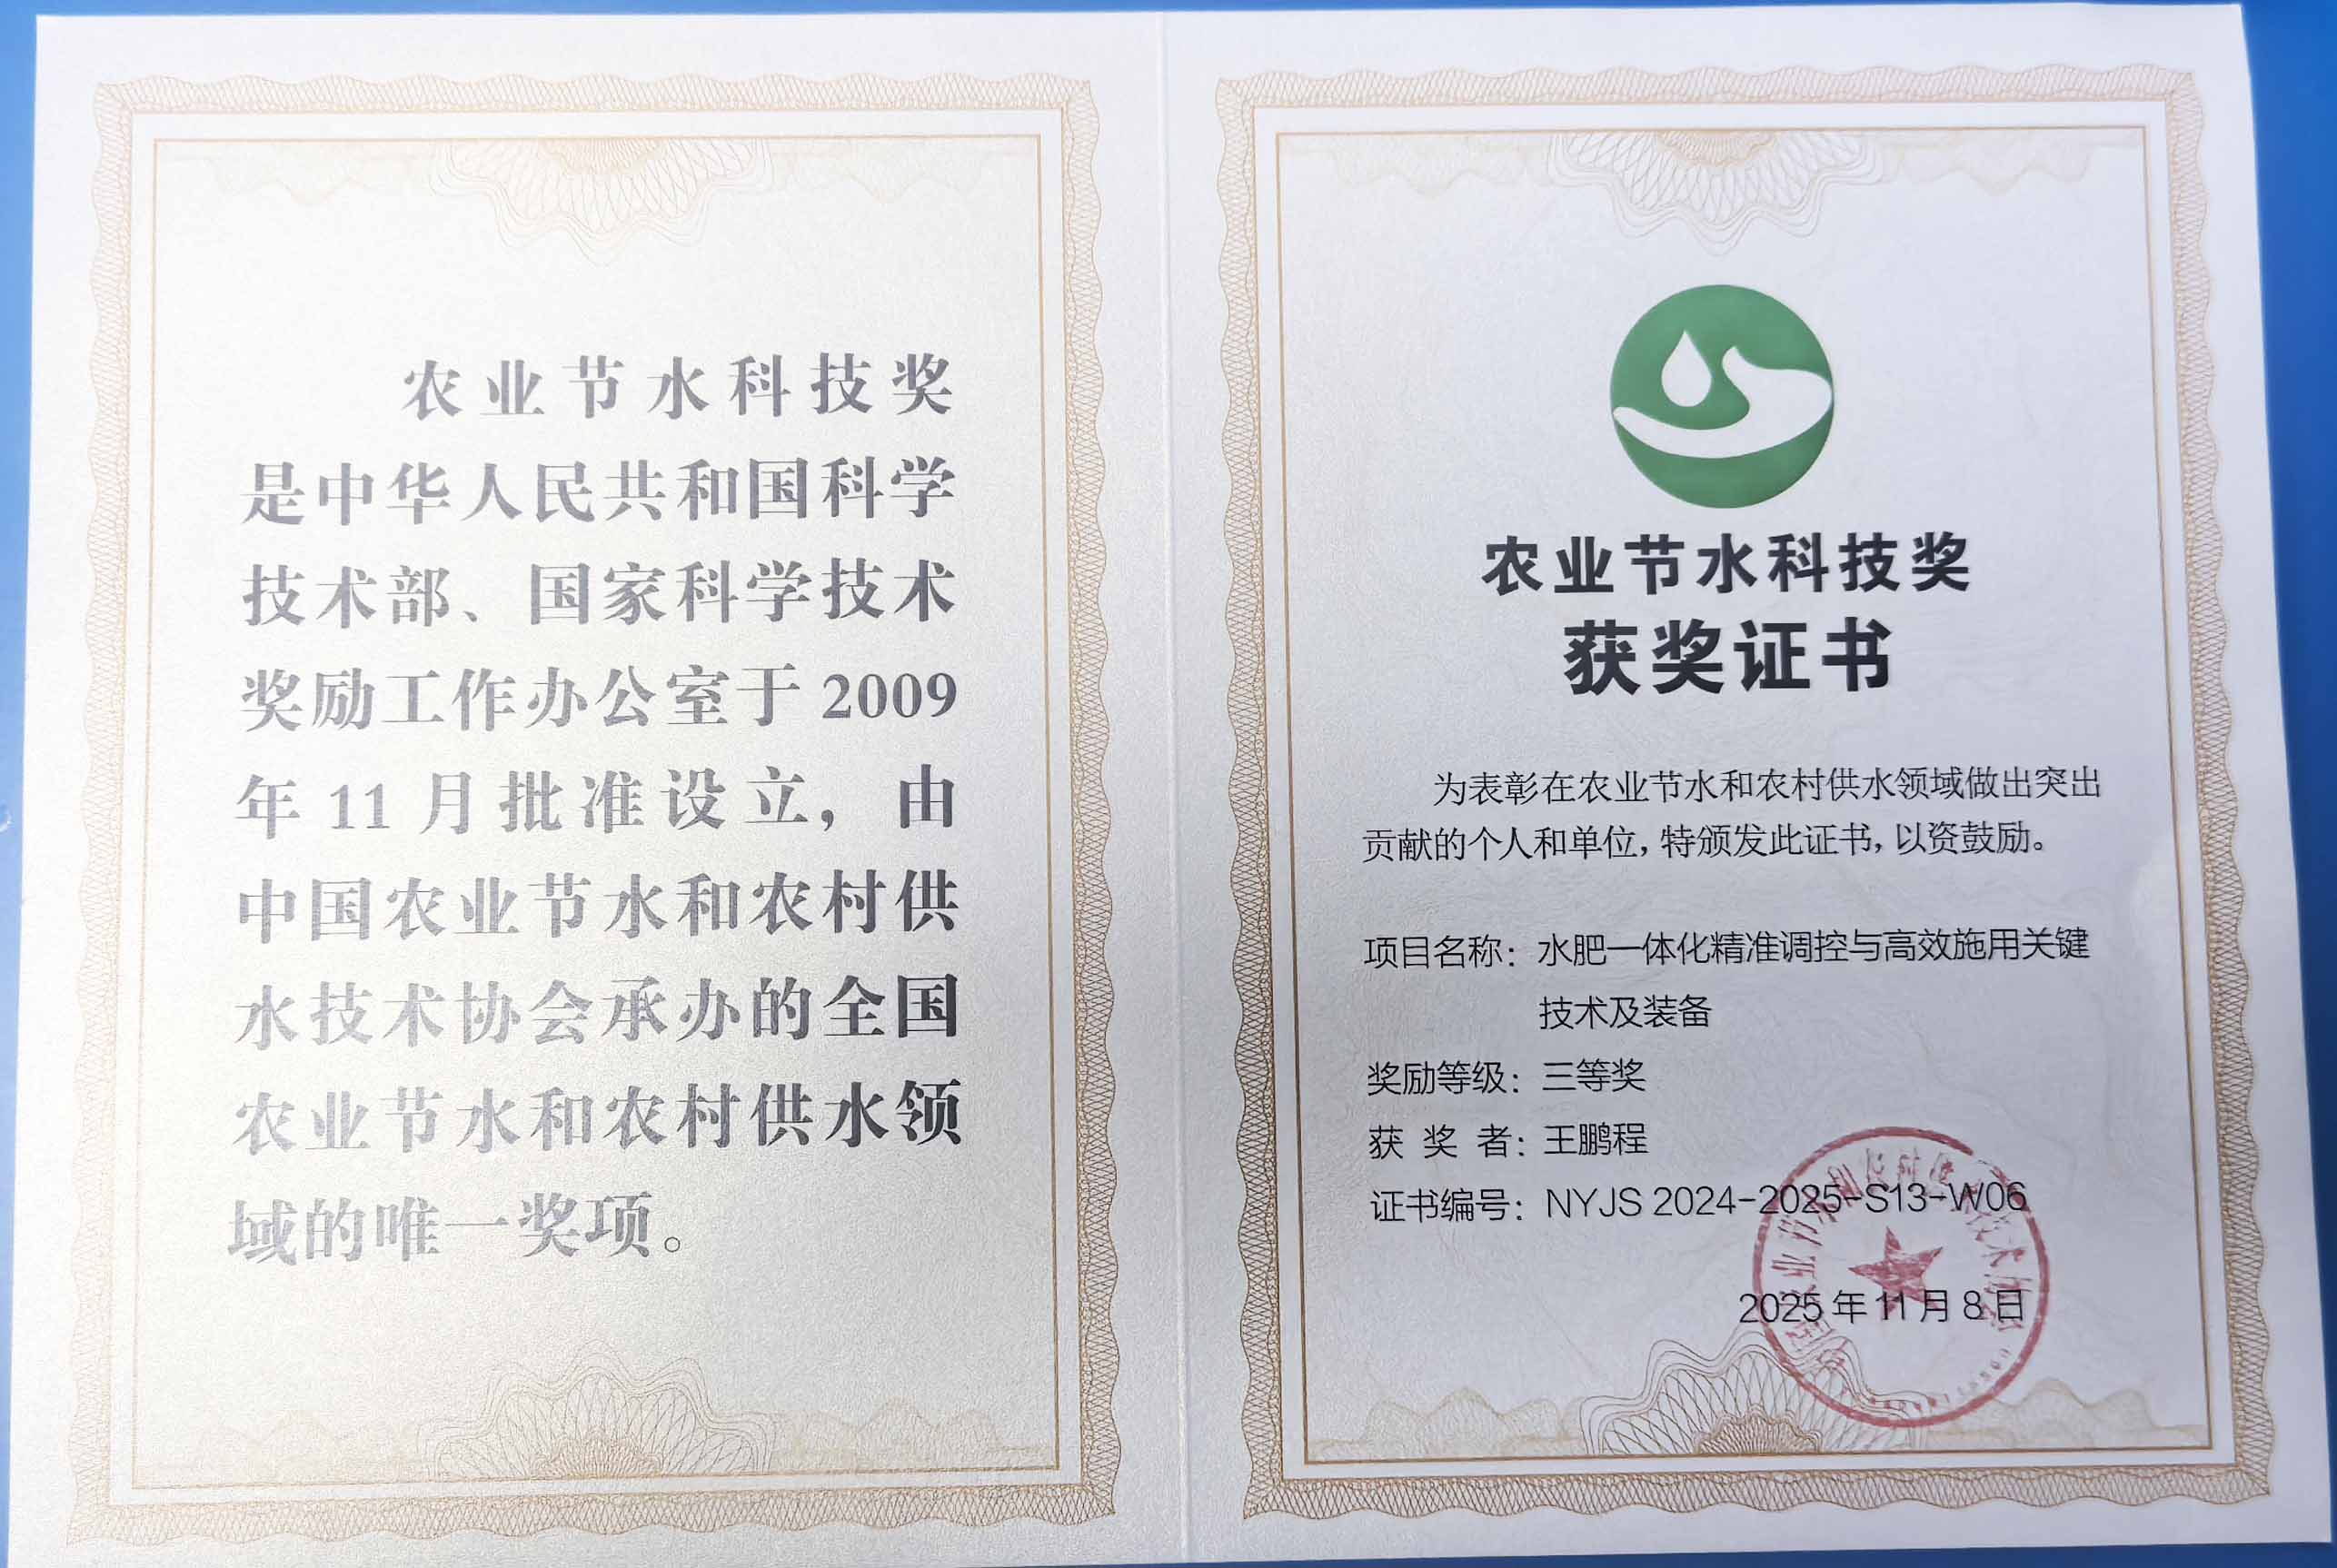 农业节水科技奖
是中华人民共和国科学
技术部、国家科学技术
奖励工作办公室于2009
年11月批准设立，由
中国农业节水和农村供
水技术协会承办的全国
农业节水和农村供水领
域的唯一奖项。
农业节水科技奖
获奖证书
为表彰在农业节水和农村供水领域做出突出
贡献的个人和单位，特颁发此证书，以资鼓励。
项目名称：水肥一体化精准调控与高效施用关键
技术及装备
奖励等级：三等奖
获奖者：王鹏程
证书编号：NYJS 2024-2025-S13-W06
2025年11月8日